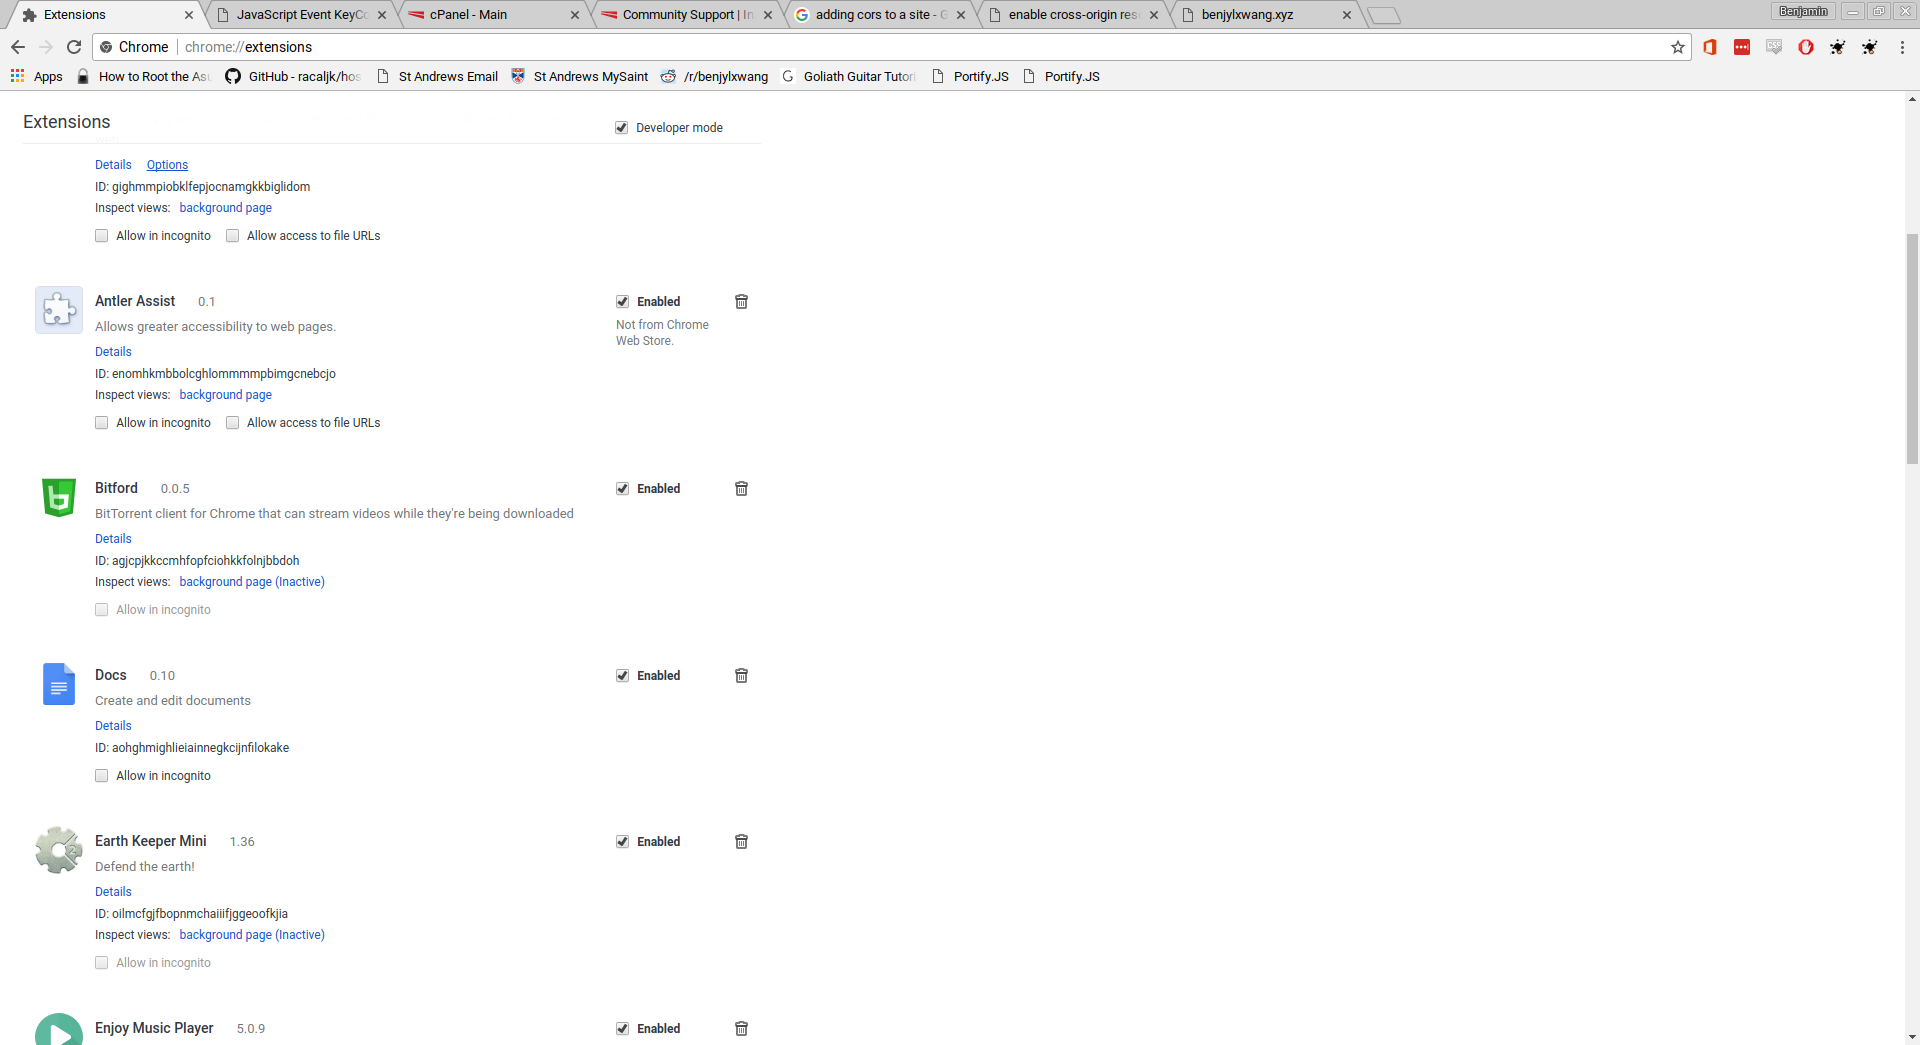 Extensions
JavaScript Event KeyCo
cPanel - Main
Community Support | In
adding cors to a site - G
enable cross-origin res
benjylxwang.xyz
Benjamin
Chrome
chrome://extensions
Apps
How to Root the Asu
GitHub - racaljk/hos
St Andrews Email
St Andrews MySaint
/r/benjylxwang
Goliath Guitar Tutori
Portify.JS
Portify.JS
Extensions
Developer mode
Details Options
ID: gighmmpiobklfepjocnamgkkbiglidom
Inspect views: background page
Allow in incognito Allow access to file URLs
Antler Assist 0.1
Enabled
Allows greater accessibility to web pages.
Not from Chrome
Web Store.
Details
ID: enomhkmbbolcghlommmmpbimgcnebcjo
Inspect views: background page
Allow in incognito Allow access to file URLs
Bitford 0.0.5
Enabled
BitTorrent client for Chrome that can stream videos while they're being downloaded
Details
ID: agjcpjkkccmhfopfciohkkfolnjbbdoh
Inspect views: background page (Inactive)
Allow in incognito
Docs 0.10
Enabled
Create and edit documents
Details
ID: aohghmighlieiainnegkcijnfilokake
Allow in incognito
Earth Keeper Mini 1.36
Enabled
Defend the earth!
Details
ID: oilmcfgjfbopnmchaiiifjggeoofkjia
Inspect views: background page (Inactive)
Allow in incognito
Enjoy Music Player 5.0.9
Enabled